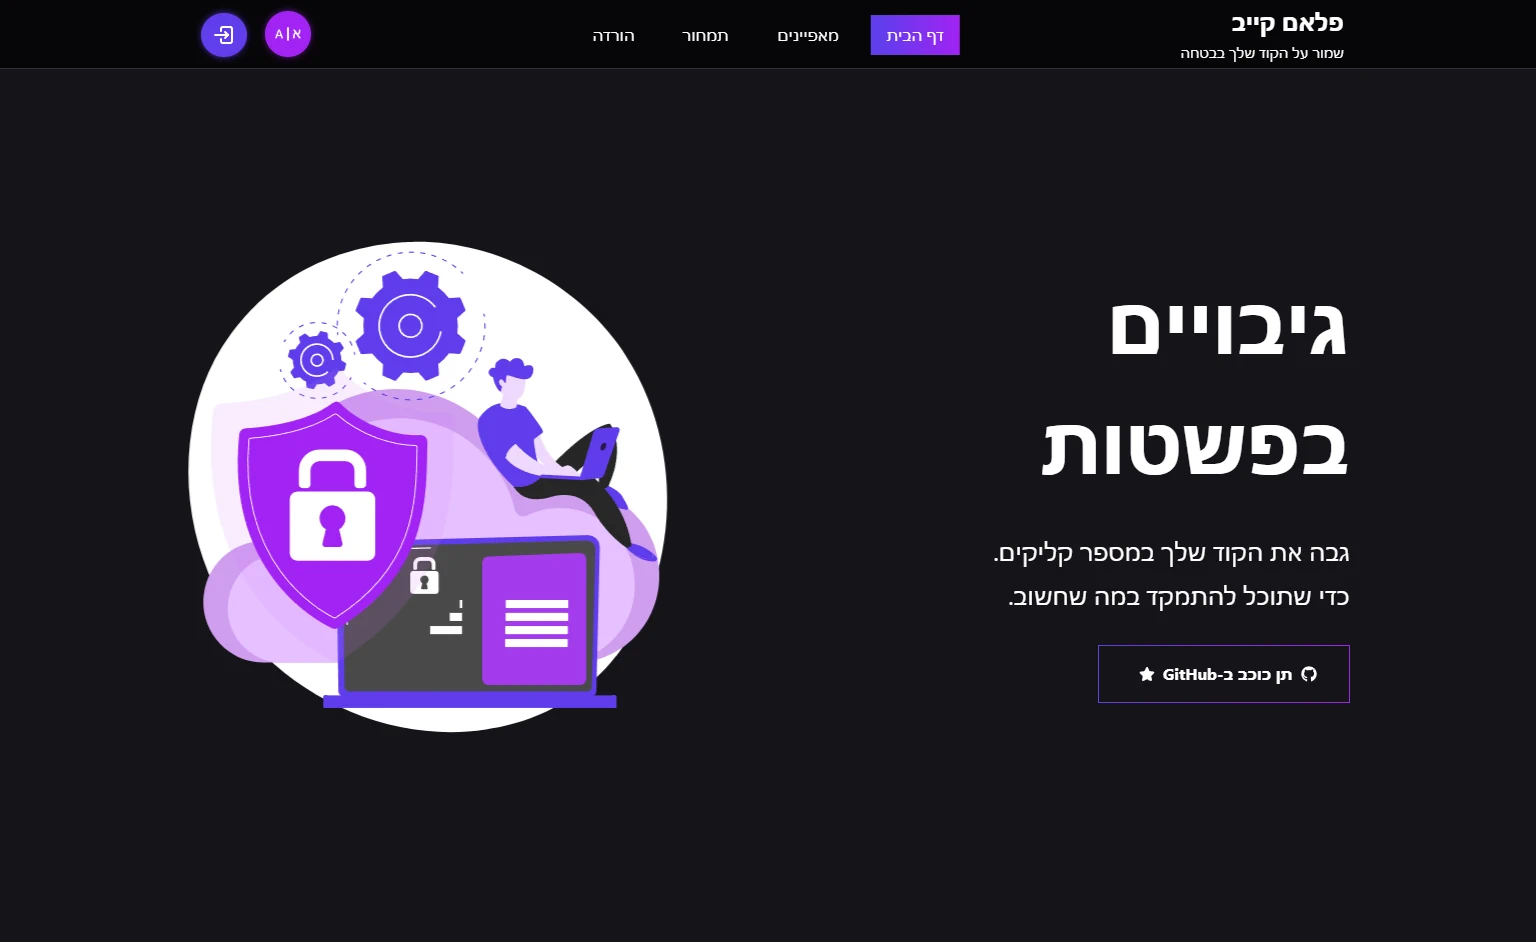 פלאם קייב
שמור על הקוד שלך בבטחה
דף הבית
מאפיינים
תמחור
הורדה
א|A
גיבויים
בפשטות
גבה את הקוד שלך במספר קליקים.
כדי שתוכל להתמקד במה שחשוב.
תן כוכב ב-GitHub